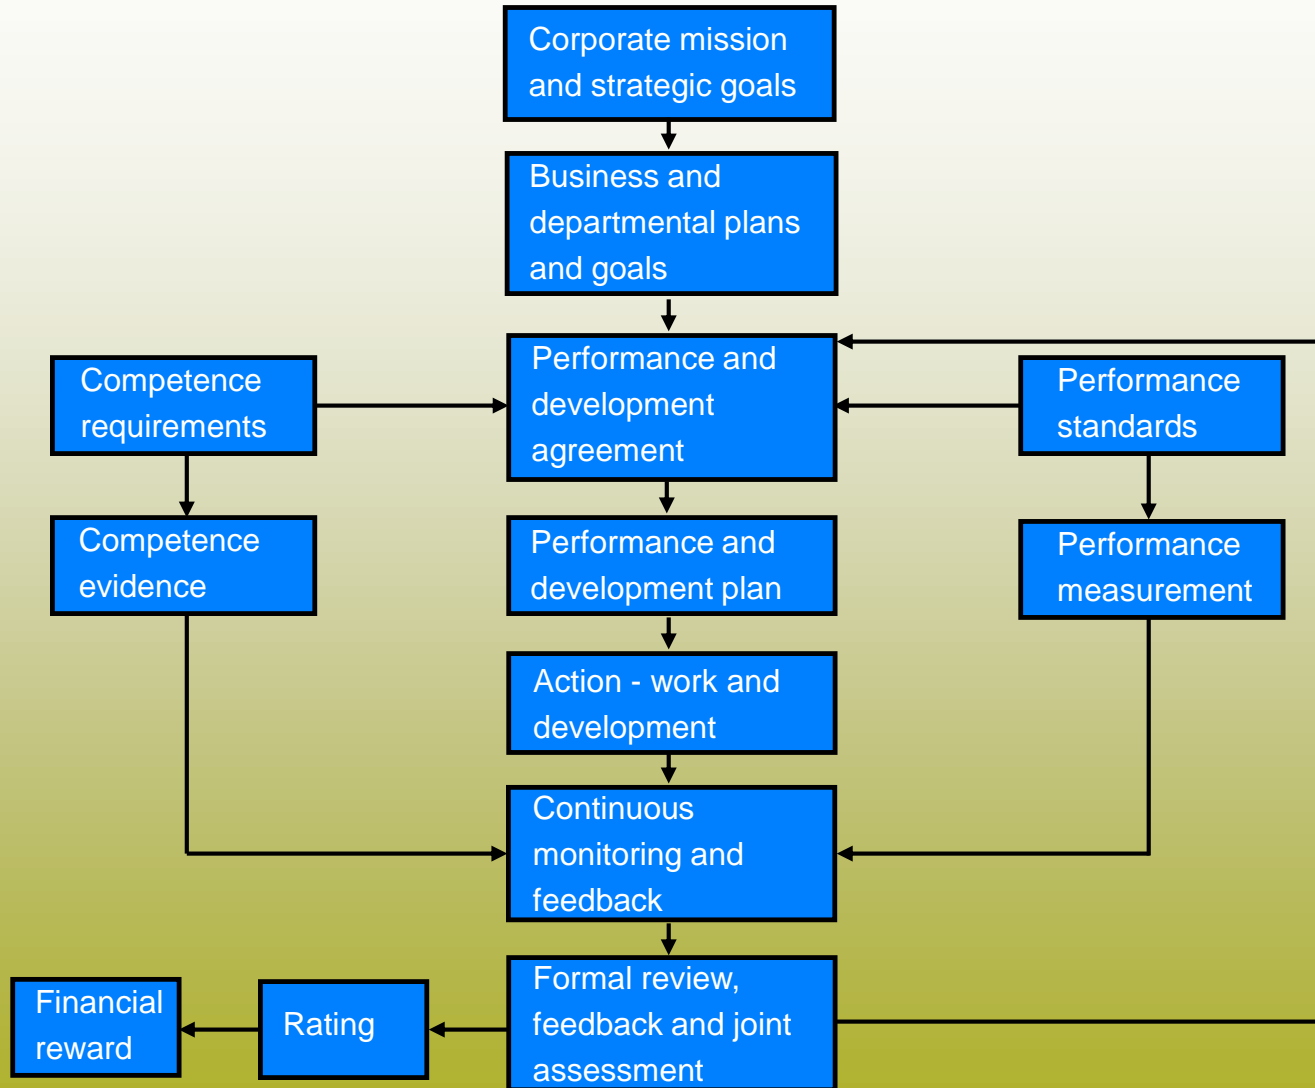 Corporate mission
and strategic goals
Business and
departmental plans
and goals
Performance and
development
agreement
Competence
requirements
Performance
standards
Competence
evidence
Performance and
development plan
Performance
measurement
Action - work and
development
Continuous
monitoring and
feedback
Formal review,
feedback and joint
assessment
Rating
Financial
reward